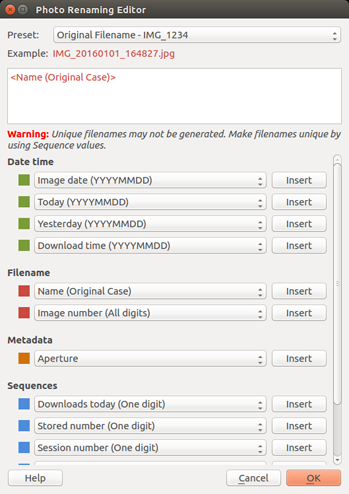 Photo Renaming Editor
Preset: Original Filename - IMG_1234
Example: IMG_20160101_164827.jpg
<Name (Original Case)>
Warning: Unique filenames may not be generated. Make filenames unique by
using Sequence values.
Date time
Image date (YYYYMMDD) Insert
Today (YYYYMMDD) Insert
Yesterday (YYYYMMDD) Insert
Download time (YYYYMMDD) Insert
Filename
Name (Original Case) Insert
Image number (All digits) Insert
Metadata
Aperture Insert
Sequences
Downloads today (One digit) Insert
Stored number (One digit) Insert
Session number (One digit) Insert
Help Cancel OK